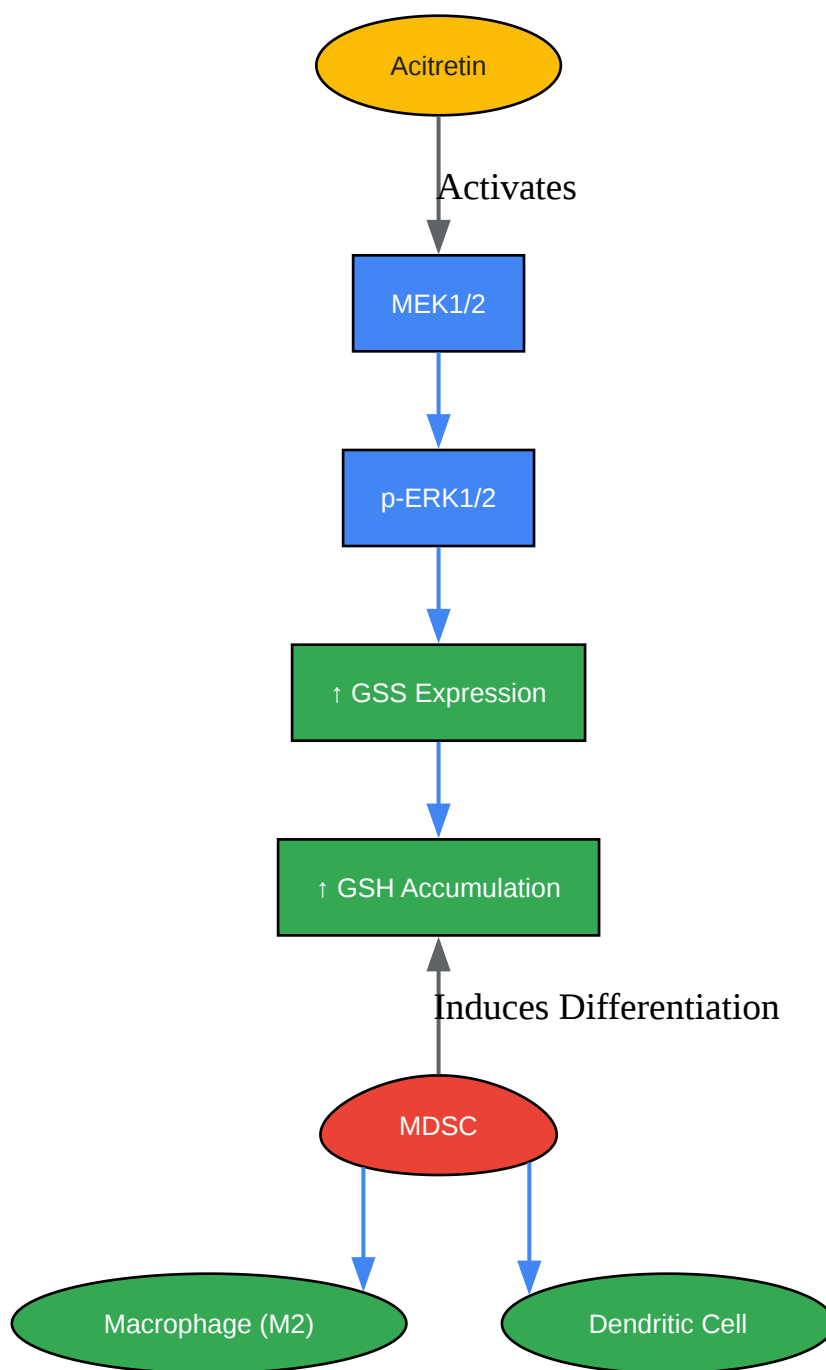 Acitretin
Activates
MEK1/2
p-ERK1/2
↑ GSS Expression
↑ GSH Accumulation
Induces Differentiation
MDSC
Macrophage (M2)
Dendritic Cell